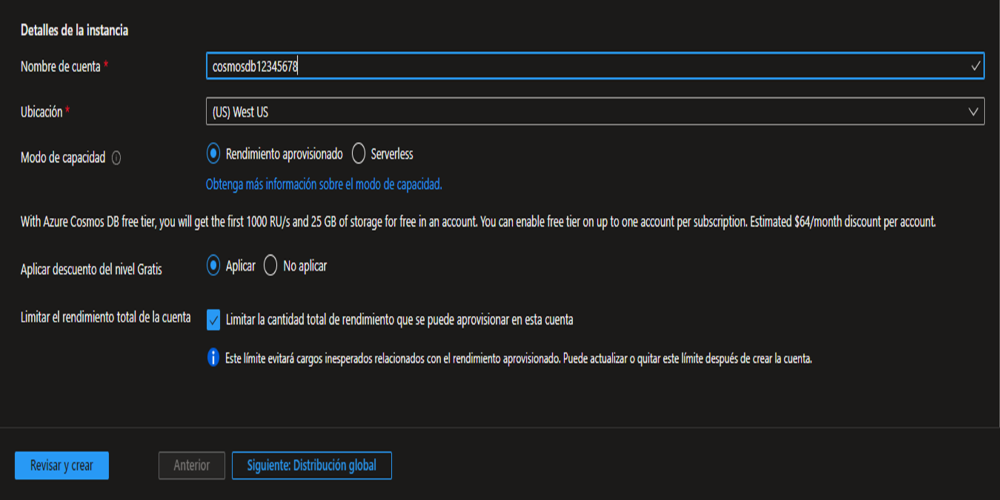 Detalles de la instancia
Nombre de cuenta *
cosmosdb12345678
Ubicación *
(US) West US
Modo de capacidad
Rendimiento aprovisionado
Serverless
Obtenga más información sobre el modo de capacidad.
With Azure Cosmos DB free tier, you will get the first 1000 RU/s and 25 GB of storage for free in an account. You can enable free tier on up to one account per subscription. Estimated $64/month discount per account.
Aplicar descuento del nivel Gratis
Aplicar
No aplicar
Limitar el rendimiento total de la cuenta
Limitar la cantidad total de rendimiento que se puede aprovisionar en esta cuenta
Este límite evitará cargos inesperados relacionados con el rendimiento aprovisionado. Puede actualizar o quitar este límite después de crear la cuenta.
Revisar y crear
Anterior
Siguiente: Distribución global